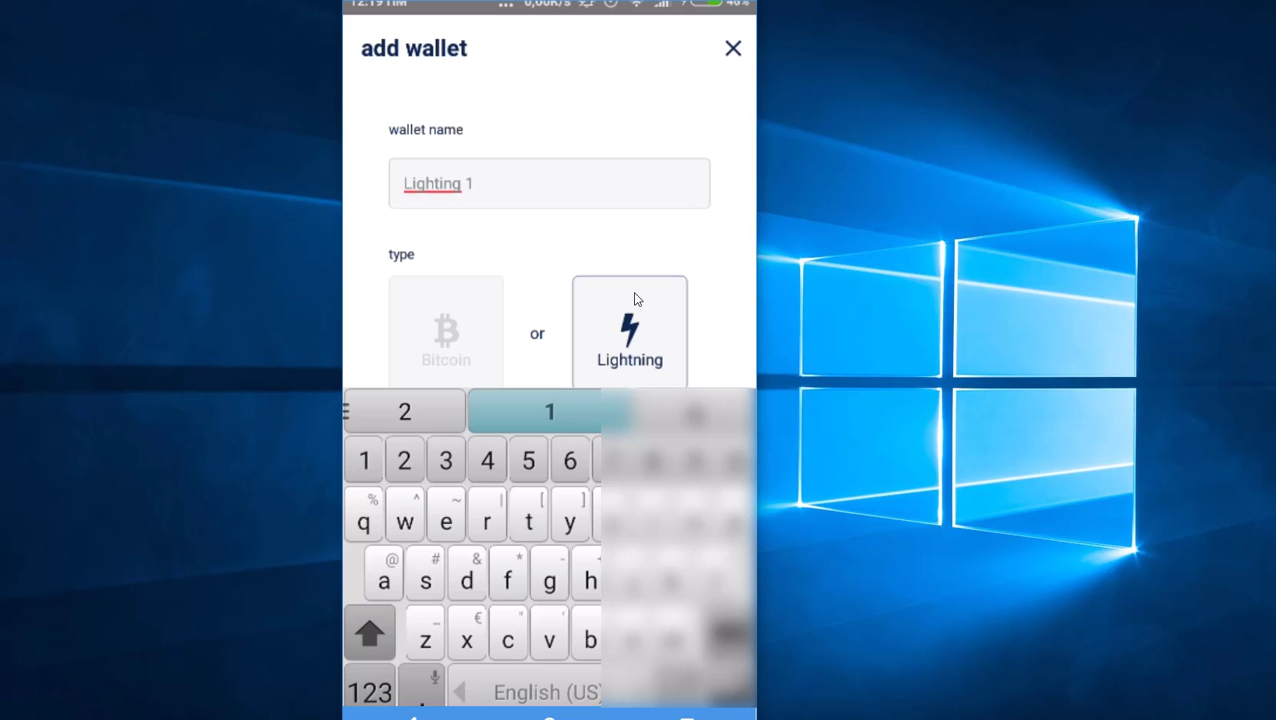 add wallet
wallet name
Lighting 1
type
Bitcoin
or
Lightning
2 1
1 2 3 4 5 6
% ^ ~ | [ ]
q w e r t y
@ # & * -
a s d f g h
_ € " '
z x c v b
123 English (US)